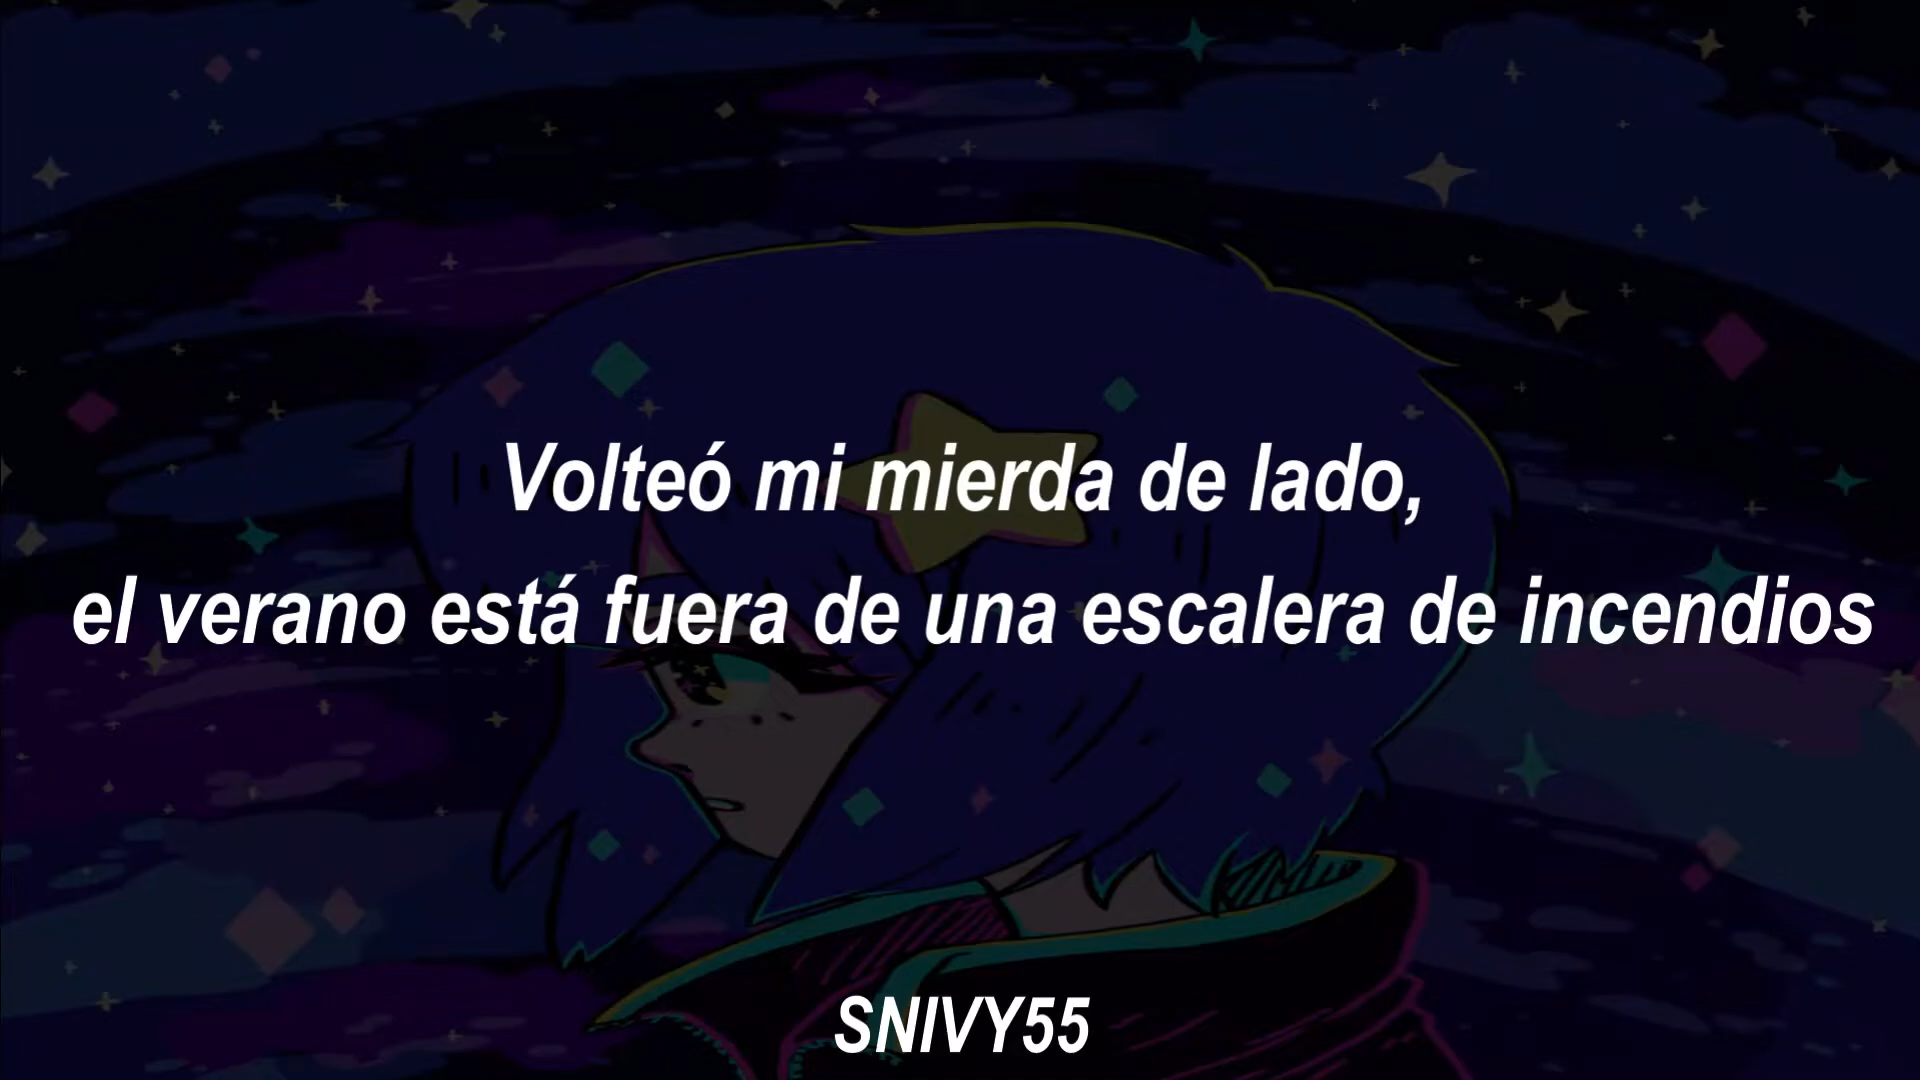 Volteó mi mierda de lado,
el verano está fuera de una escalera de incendios
SNIVY55